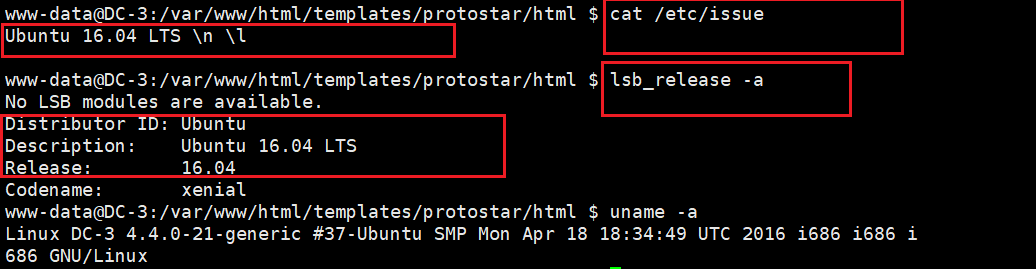 www-data@DC-3:/var/www/html/templates/protostar/html $ cat /etc/issue
Ubuntu 16.04 LTS \n \l
www-data@DC-3:/var/www/html/templates/protostar/html $ lsb_release -a
No LSB modules are available.
Distributor ID: Ubuntu
Description:    Ubuntu 16.04 LTS
Release:        16.04
Codename:       xenial
www-data@DC-3:/var/www/html/templates/protostar/html $ uname -a
Linux DC-3 4.4.0-21-generic #37-Ubuntu SMP Mon Apr 18 18:34:49 UTC 2016 i686 i686 i
686 GNU/Linux